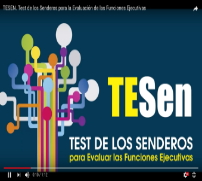 TESEN, Test de los Senderos para la Evaluación de las Funciones Ejecutivas
TESen
TEST DE LOS SENDEROS
para Evaluar las Funciones Ejecutivas